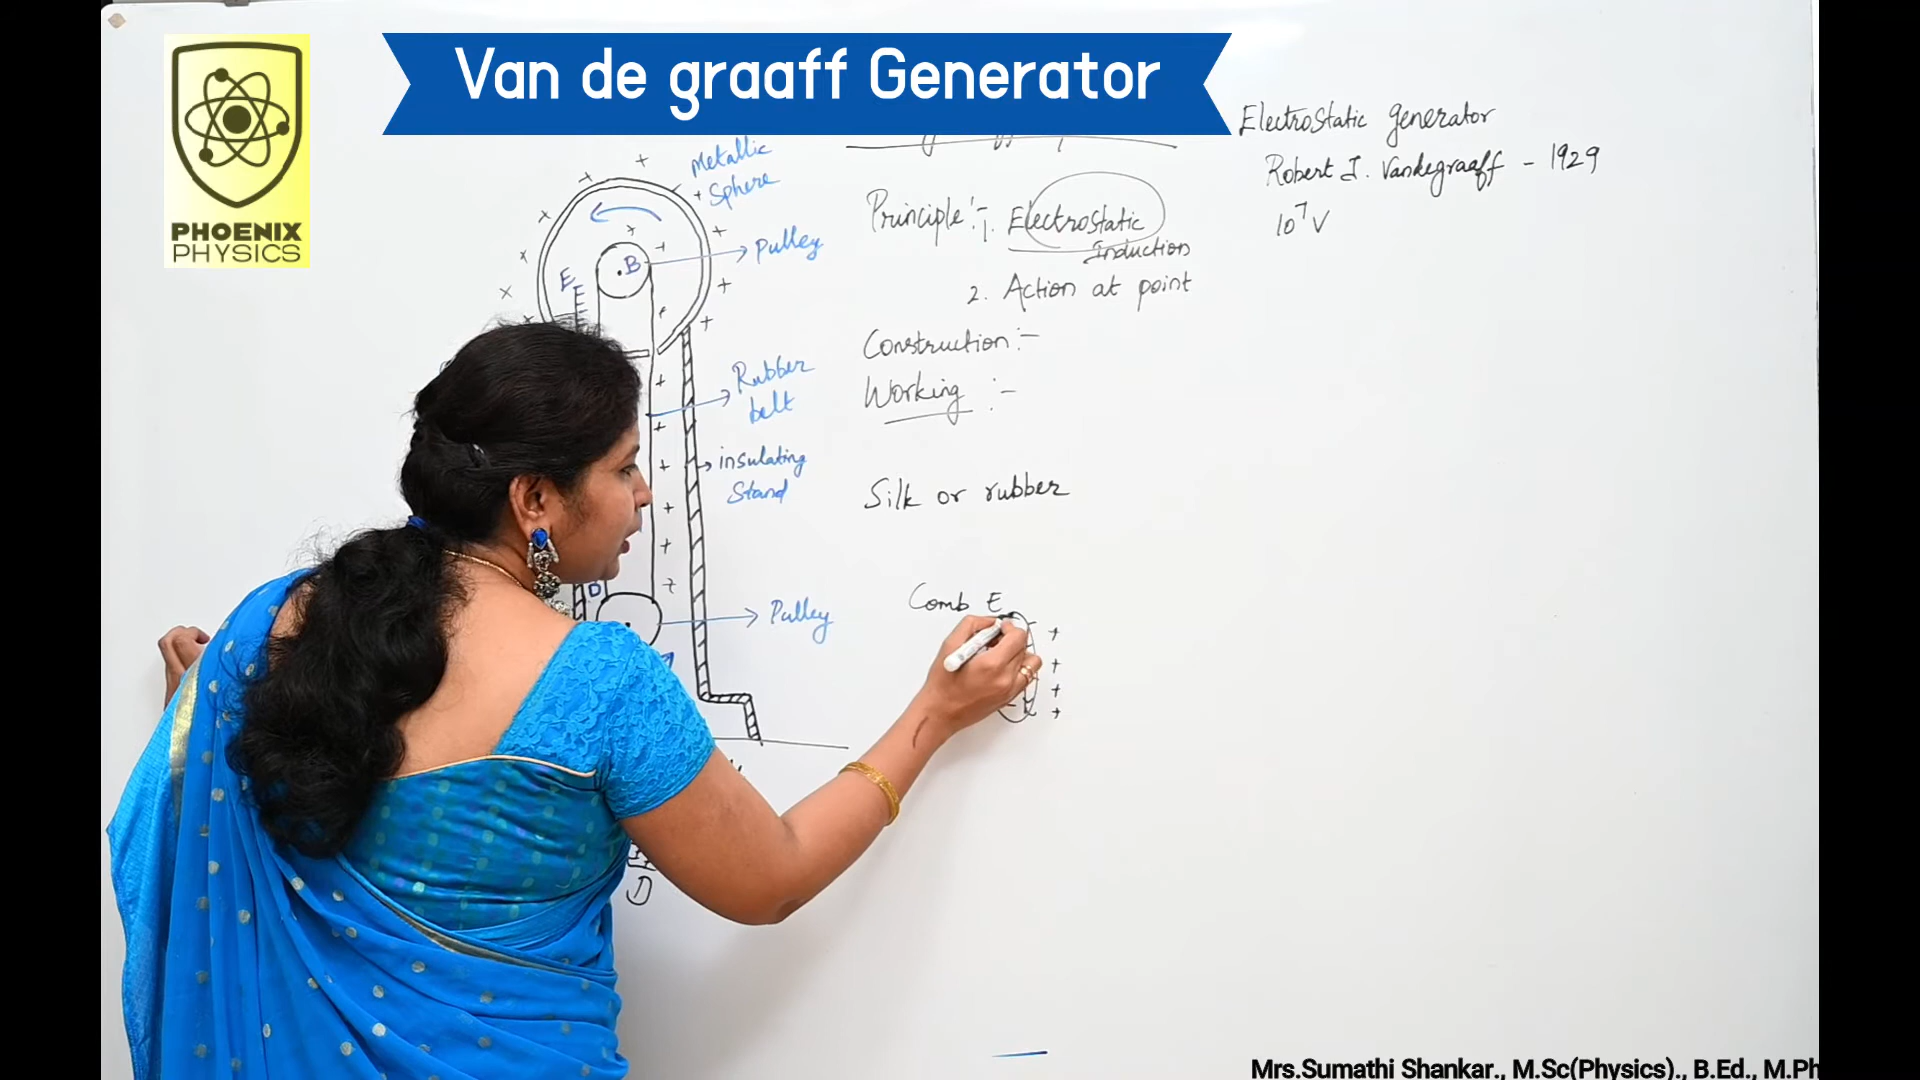 Van de graaff Generator
PHOENIX
PHYSICS
Electrostatic generator
Robert J. Vandegraaff - 1929
10⁷ V
Metallic
Sphere
Pulley
B
E
Rubber
belt
insulating
Stand
D
Pulley
D
Principle:- 1. Electrostatic
Induction
2. Action at point
Construction:-
Working :-
Silk or rubber
Comb E
Mrs.Sumathi Shankar., M.Sc(Physics)., B.Ed., M.Ph